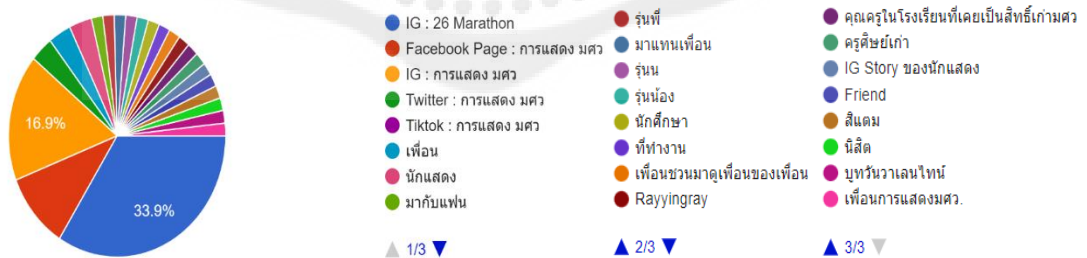 16.9%
33.9%
IG : 26 Marathon
Facebook Page : การแสดง มศว
IG : การแสดง มศว
Twitter : การแสดง มศว
Tiktok : การแสดง มศว
เพื่อน
นักแสดง
มากับแฟน
1/3
รุ่นพี่
มาแทนเพื่อน
รุ่นน
รุ่นน้อง
นักศึกษา
ที่ทำงาน
เพื่อนชวนมาดูเพื่อนของเพื่อน
Rayyingray
2/3
คุณครูในโรงเรียนที่เคยเป็นสิทธิ์เก่ามศว
ครูศิษย์เก่า
IG Story ของนักแสดง
Friend
สีแตม
นิสิต
บูทวันวาเลนไทน์
เพื่อนการแสดงมศว.
3/3